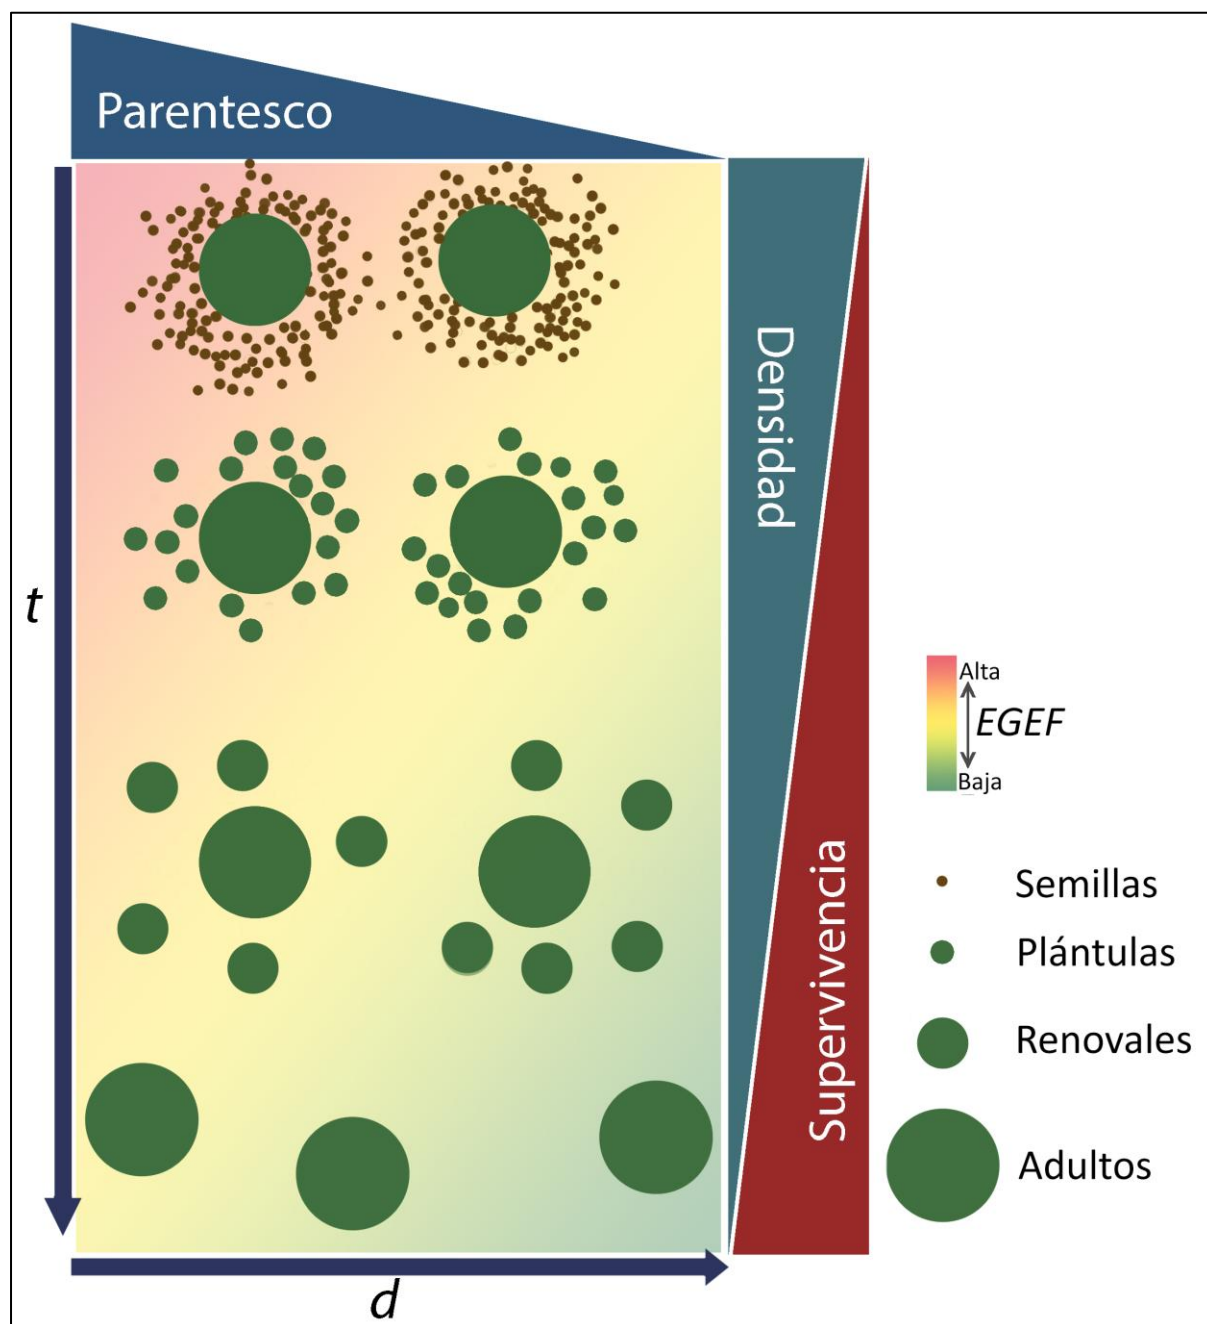 Parentesco
Densidad
Supervivencia
t
d
Alta
EGEF
Baja
Semillas
Plántulas
Renovales
Adultos